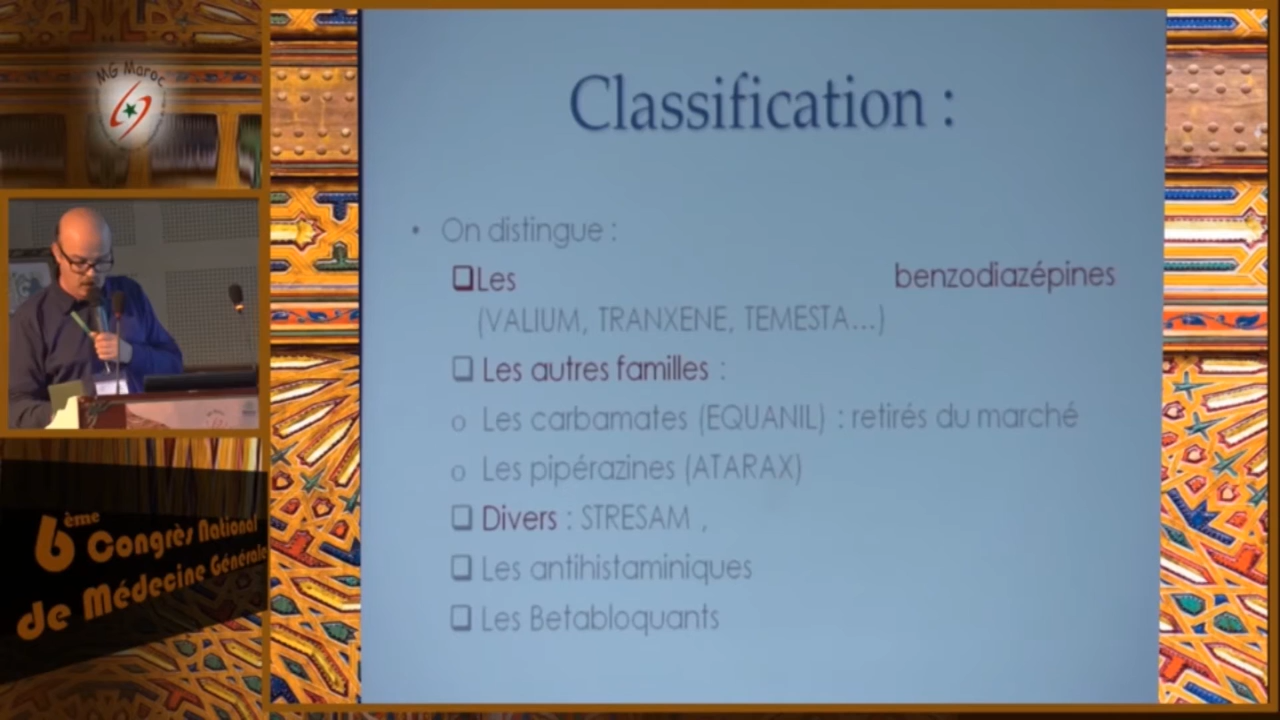 MG Maroc
Classification :
• On distingue :
❑Les benzodiazépines
(VALIUM, TRANXENE, TEMESTA...)
❑ Les autres familles :
o Les carbamates (EQUANIL) : retirés du marché
o Les pipérazines (ATARAX)
❑ Divers : STRESAM ,
❑ Les antihistaminiques
❑ Les Betabloquants
6ème Congrès National
de Médecine Générale